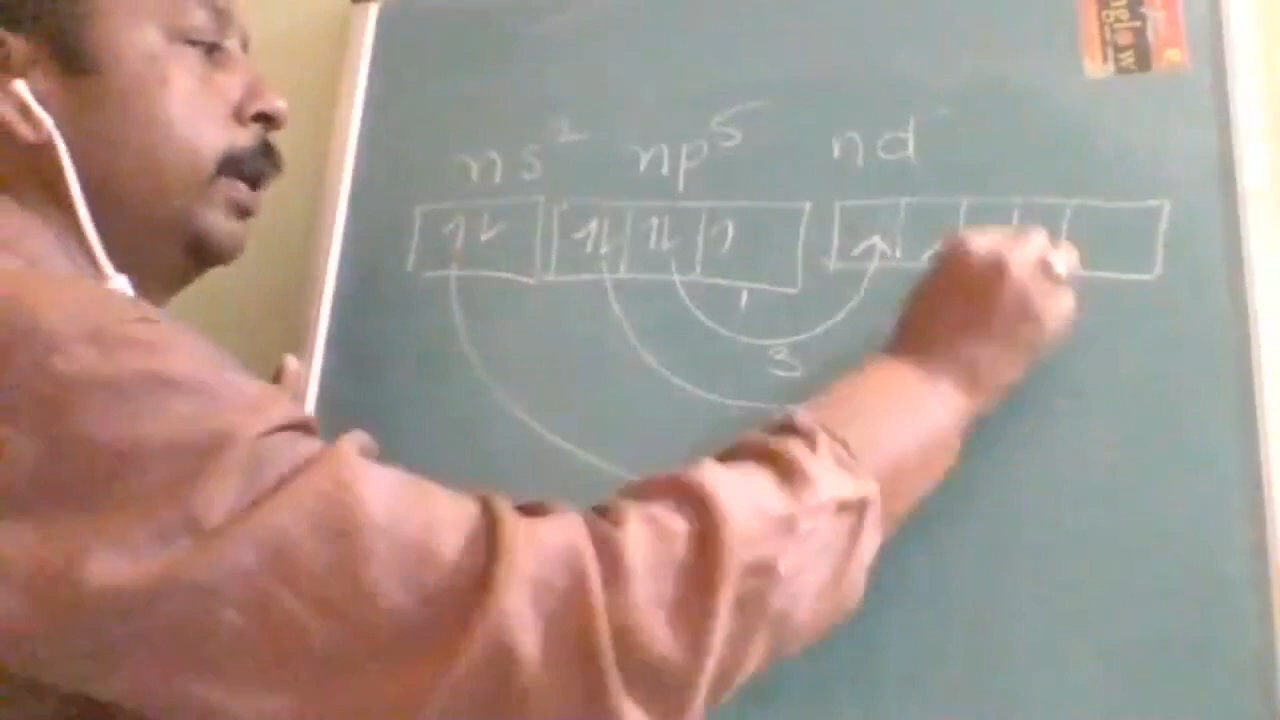 ns² np⁵ nd
↑↓ ↑↓ ↑↓ ↑
1
3